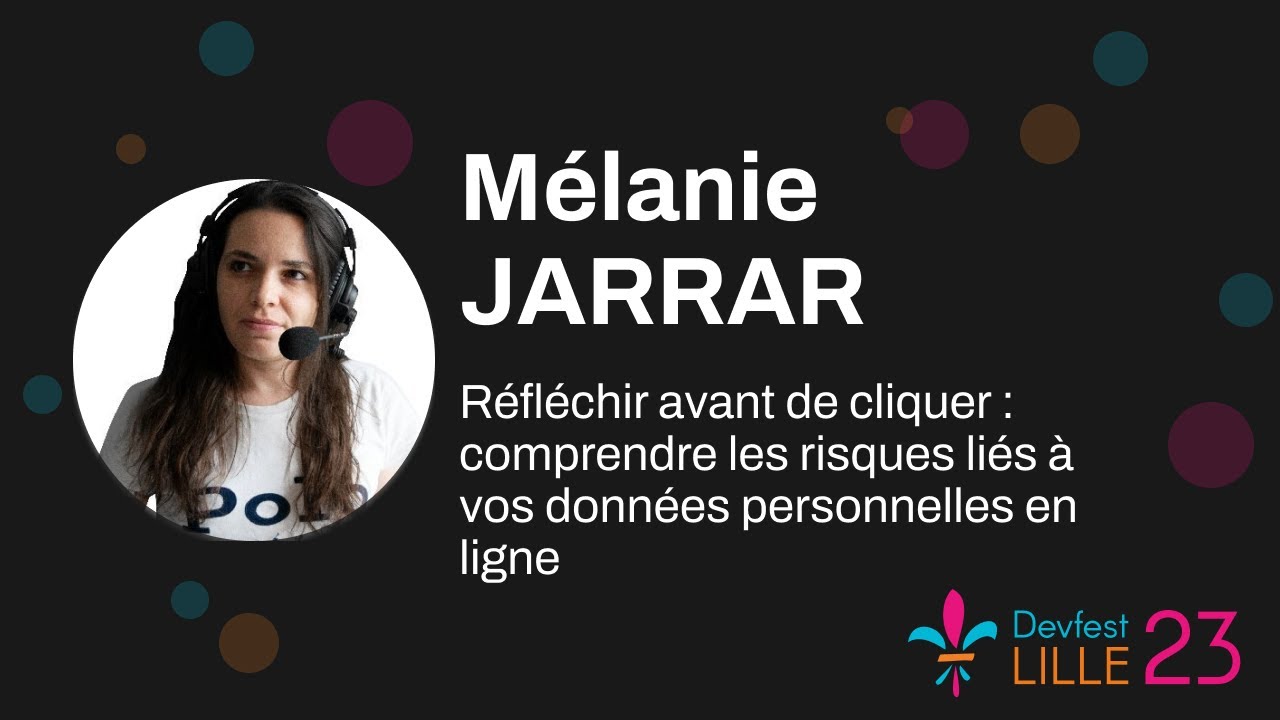 Mélanie
JARRAR
Réfléchir avant de cliquer :
comprendre les risques liés à
vos données personnelles en
ligne
Devfest
LILLE 23